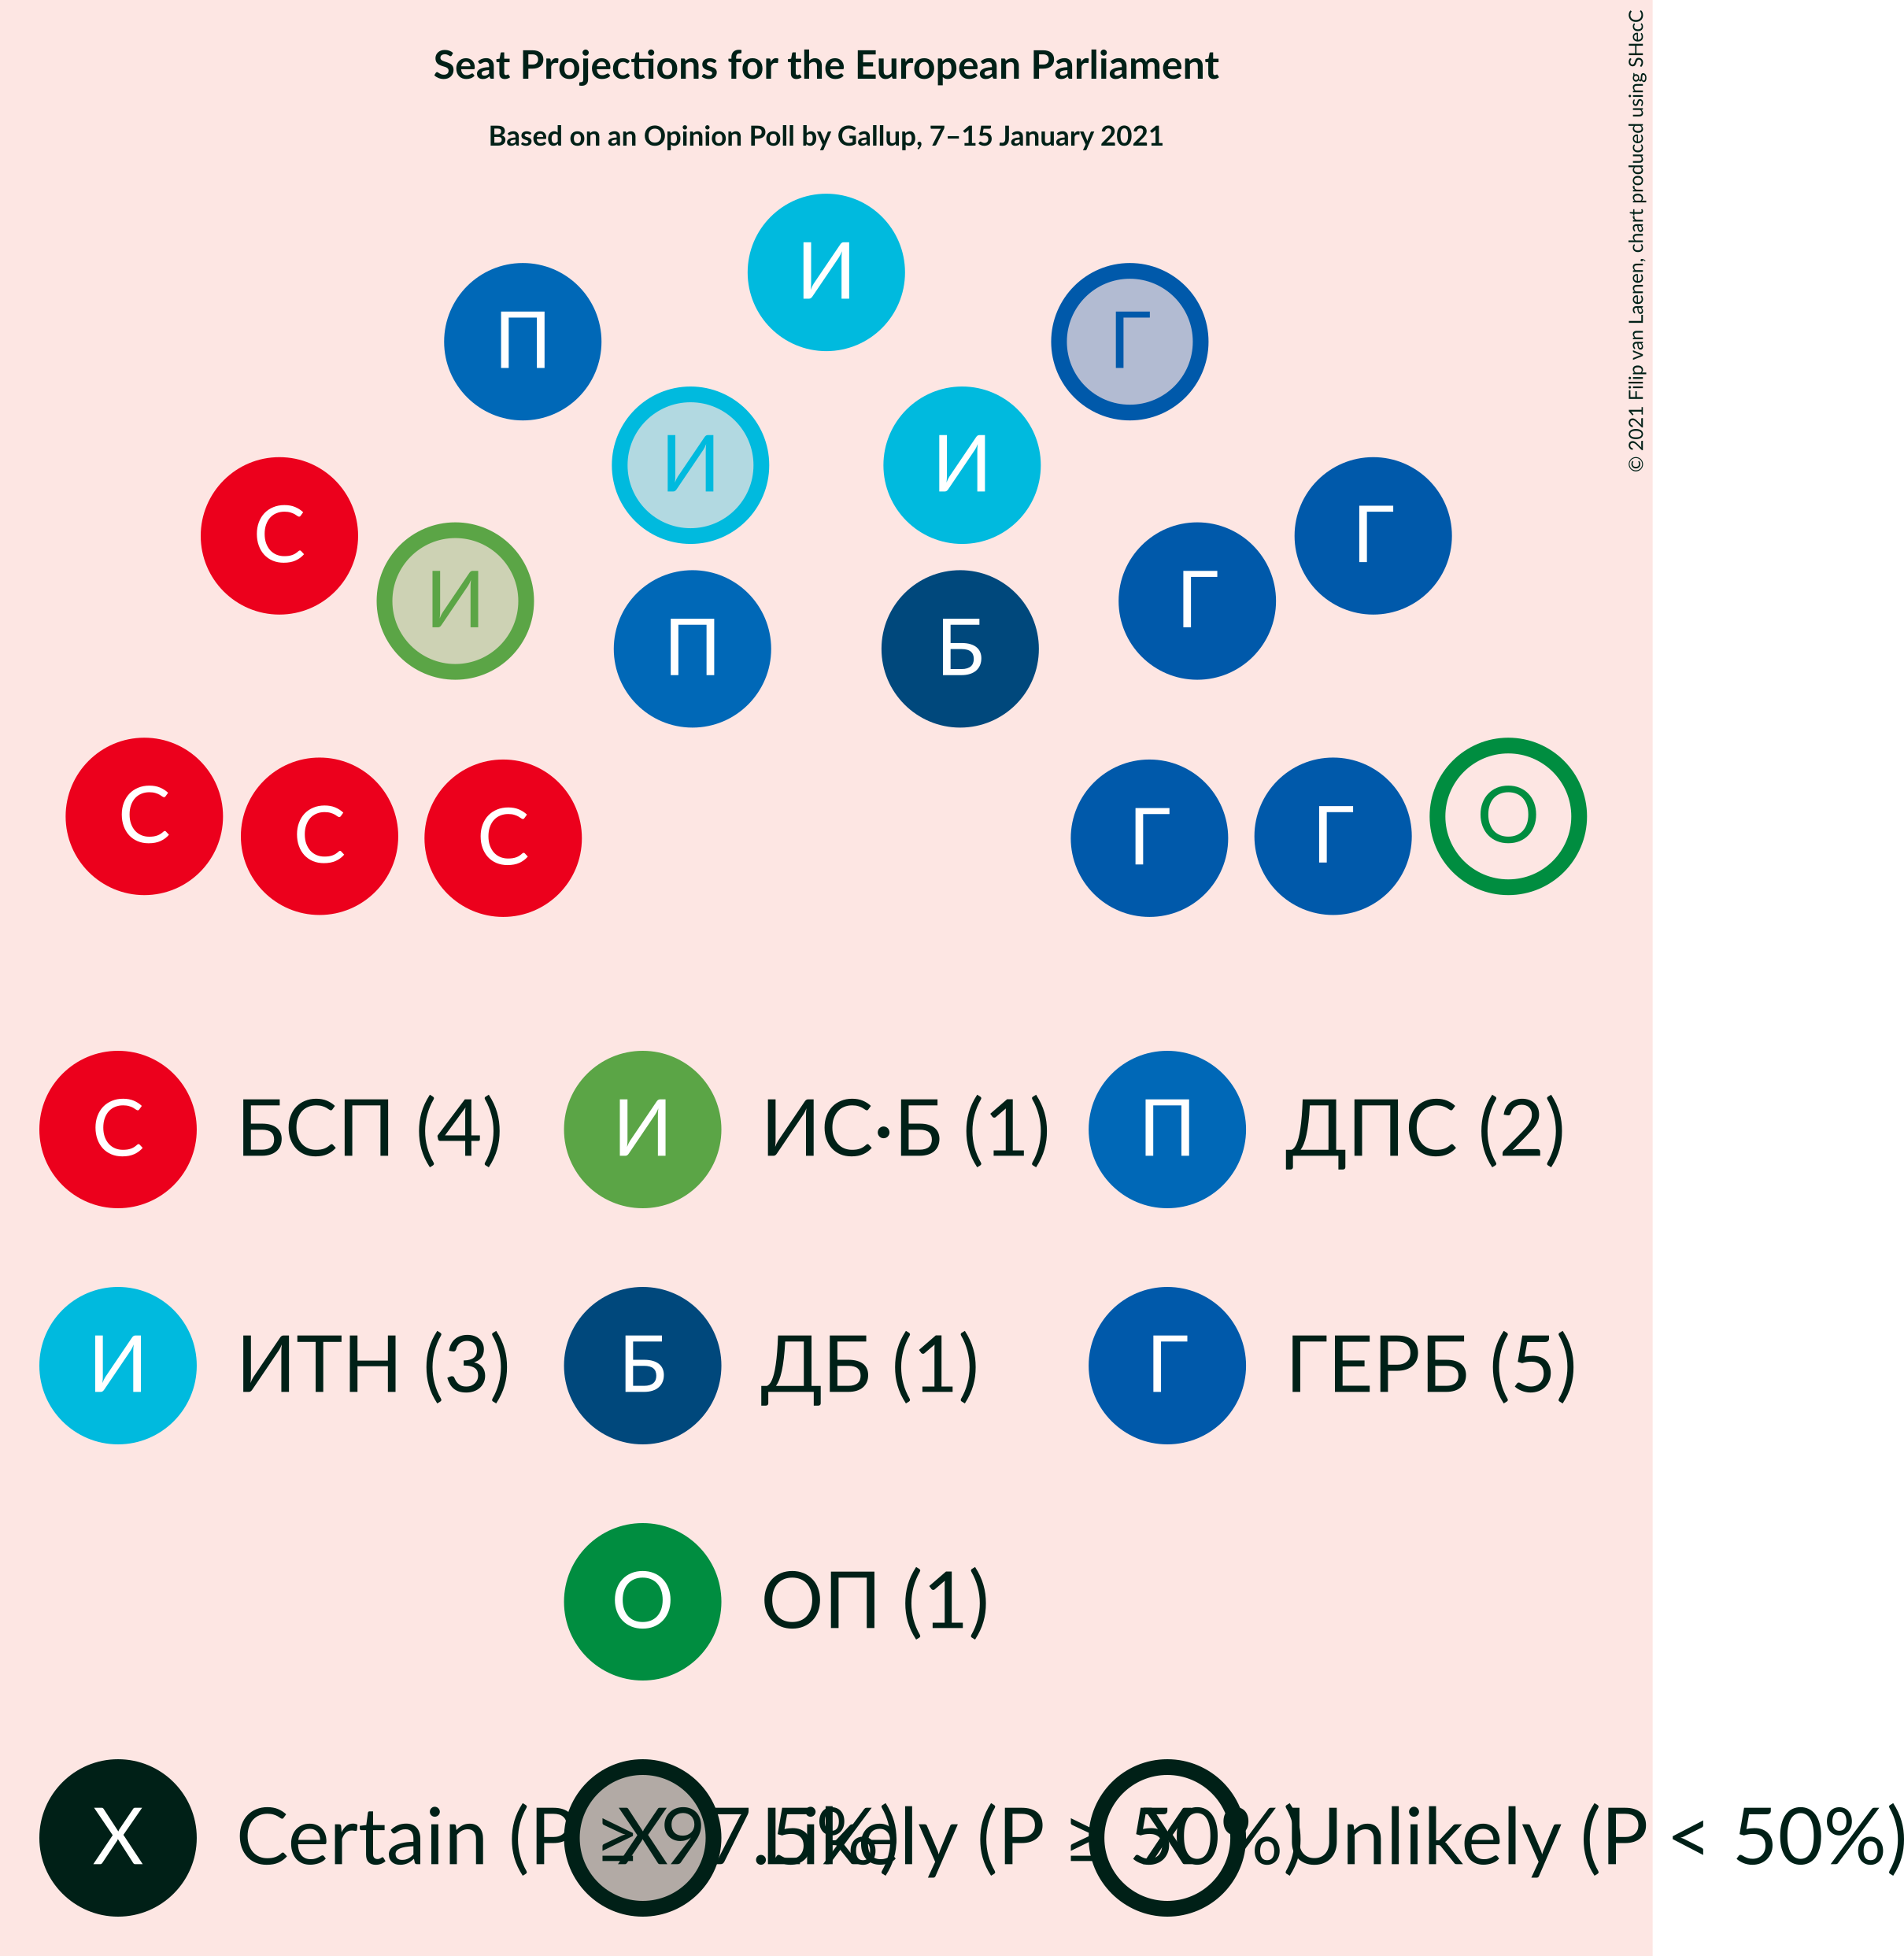 Seat Projections for the European Parliament
Based on an Opinion Poll by Gallup, 7–15 January 2021
© 2021 Filip van Laenen, chart produced using SHecC
И
П
Г
И
И
С
Г
И
Г
П
Б
С
О
С
Г
С
Г
С БСП (4)
И ИС·Б (1)
П ДПС (2)
И ИТН (3)
Б ДБ (1)
Г ГЕРБ (5)
О ОП (1)
X Certain (P ≥ 97.5%)
X Likely (P ≥ 50%)
X Unlikely (P < 50%)